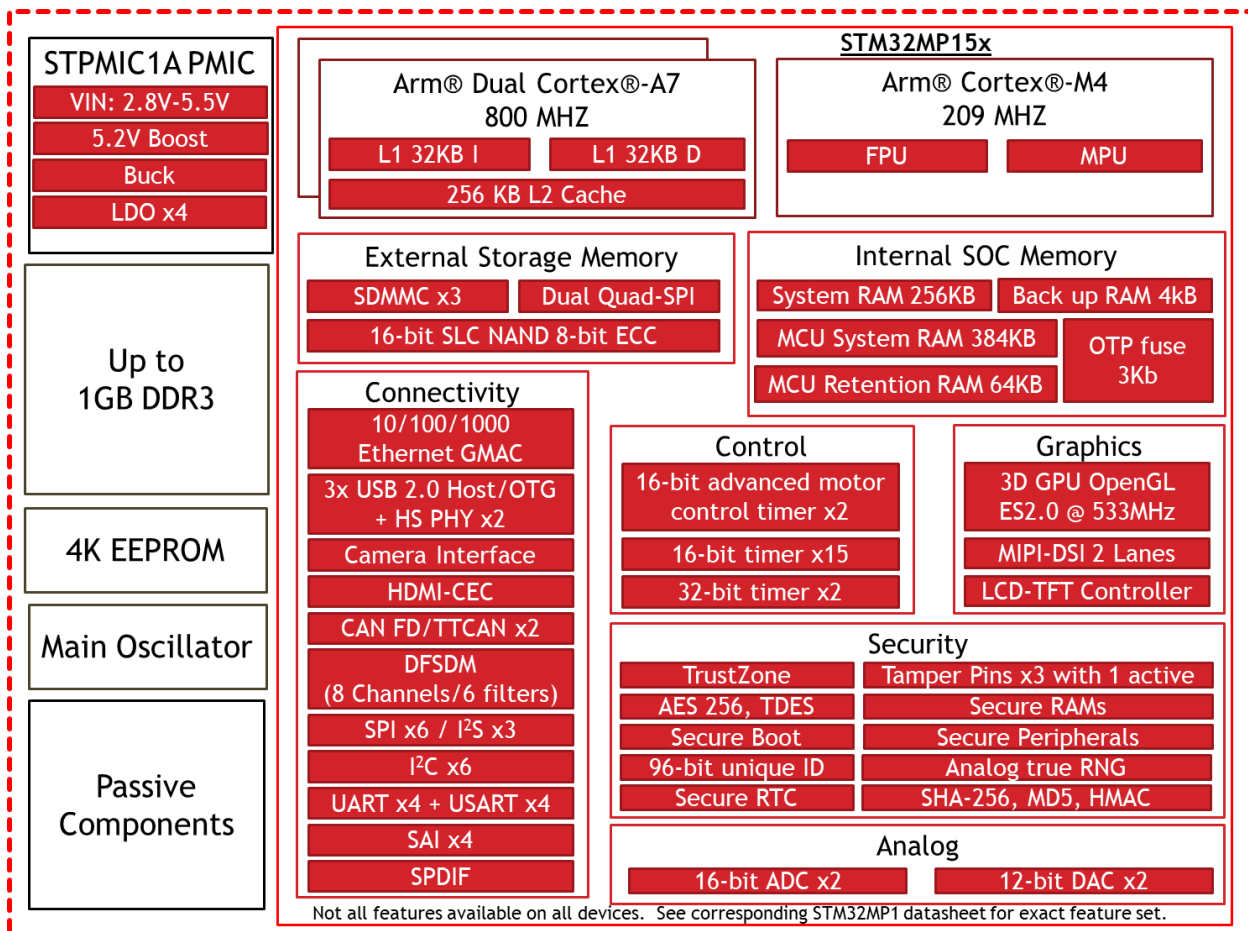 STPMIC1A PMIC
VIN: 2.8V-5.5V
5.2V Boost
Buck
LDO x4
Up to
1GB DDR3
4K EEPROM
Main Oscillator
Passive
Components
STM32MP15x
Arm® Dual Cortex®-A7
800 MHZ
L1 32KB I
L1 32KB D
256 KB L2 Cache
Arm® Cortex®-M4
209 MHZ
FPU
MPU
External Storage Memory
SDMMC x3
Dual Quad-SPI
16-bit SLC NAND 8-bit ECC
Internal SOC Memory
System RAM 256KB
Back up RAM 4kB
MCU System RAM 384KB
MCU Retention RAM 64KB
OTP fuse
3Kb
Connectivity
10/100/1000
Ethernet GMAC
3x USB 2.0 Host/OTG
+ HS PHY x2
Camera Interface
HDMI-CEC
CAN FD/TTCAN x2
DFSDM
(8 Channels/6 filters)
SPI x6 / I²S x3
I²C x6
UART x4 + USART x4
SAI x4
SPDIF
Control
16-bit advanced motor
control timer x2
16-bit timer x15
32-bit timer x2
Graphics
3D GPU OpenGL
ES2.0 @ 533MHz
MIPI-DSI 2 Lanes
LCD-TFT Controller
Security
TrustZone
Tamper Pins x3 with 1 active
AES 256, TDES
Secure RAMs
Secure Boot
Secure Peripherals
96-bit unique ID
Analog true RNG
Secure RTC
SHA-256, MD5, HMAC
Analog
16-bit ADC x2
12-bit DAC x2
Not all features available on all devices. See corresponding STM32MP1 datasheet for exact feature set.